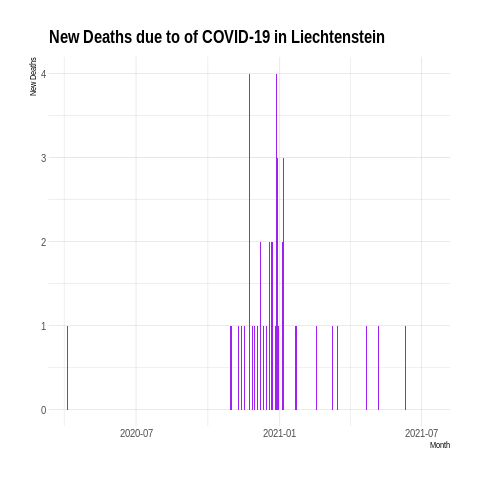 New Deaths due to of COVID-19 in Liechtenstein
New Deaths
4
3
2
1
0
2020-07
2021-01
2021-07
Month